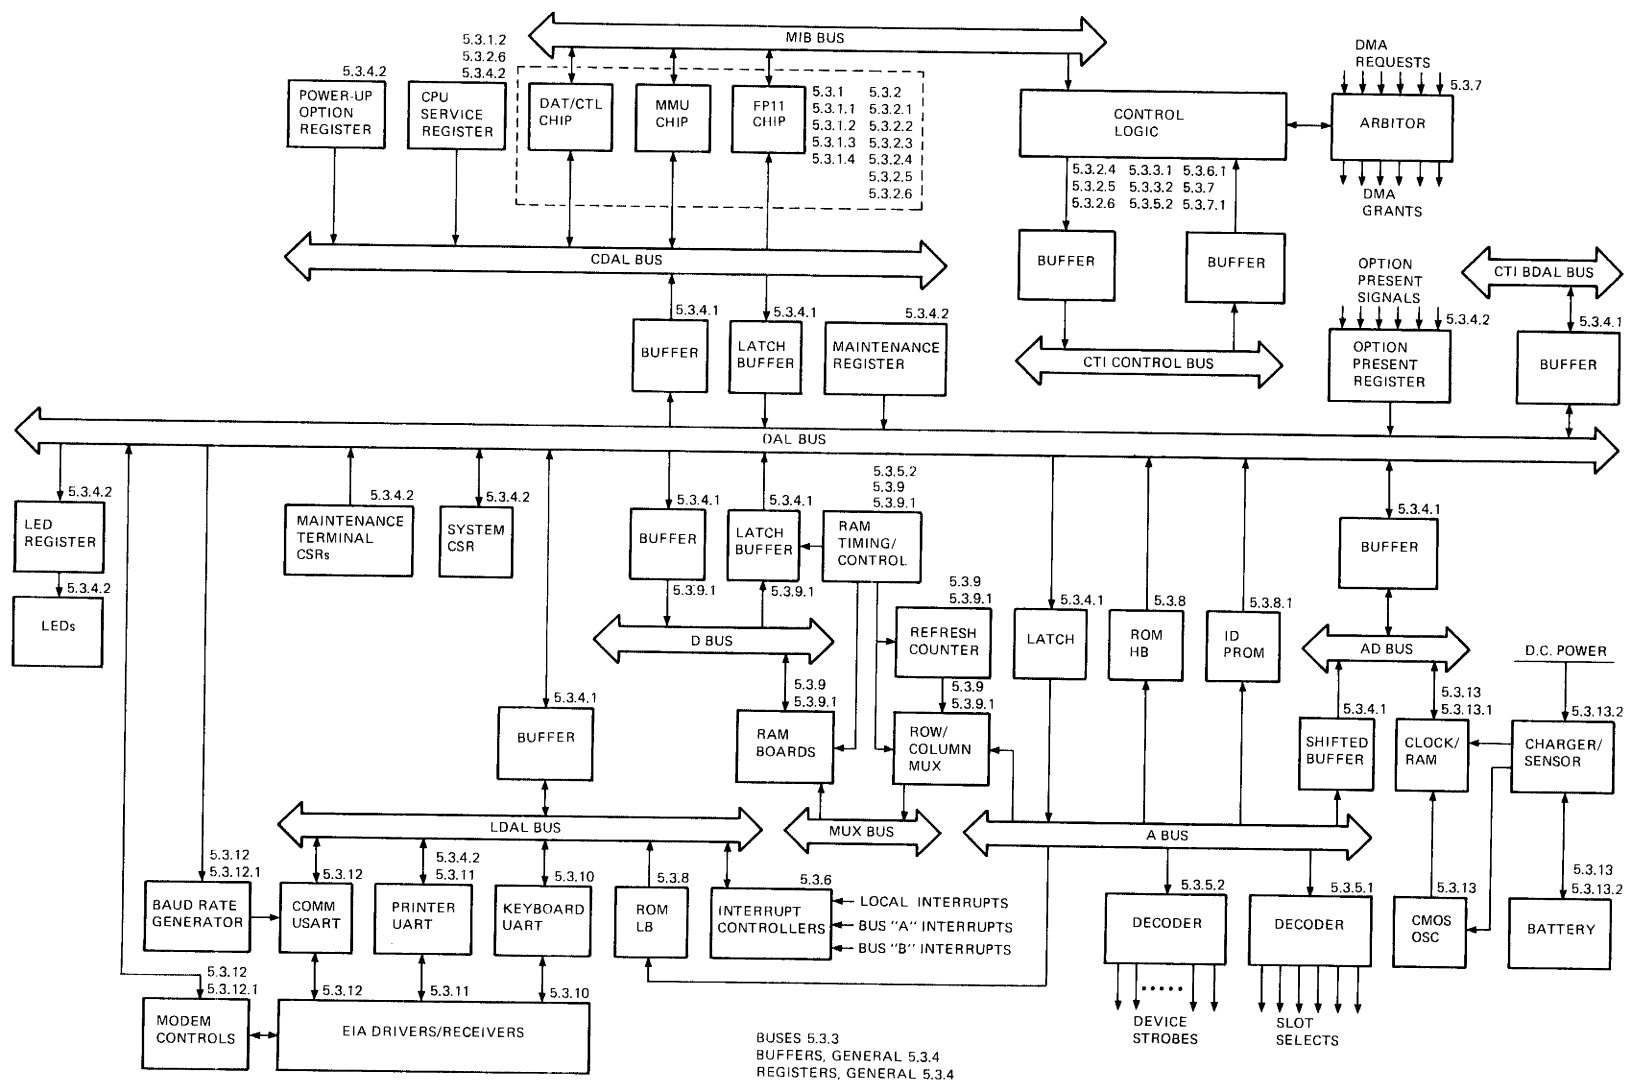 MIB BUS
5.3.1.2
5.3.2.6
5.3.4.2
5.3.4.2
POWER-UP
OPTION
REGISTER
CPU
SERVICE
REGISTER
DAT/CTL
CHIP
MMU
CHIP
FP11
CHIP
5.3.1 5.3.2
5.3.1.1 5.3.2.1
5.3.1.2 5.3.2.2
5.3.1.3 5.3.2.3
5.3.1.4 5.3.2.4
5.3.2.5
5.3.2.6
CONTROL
LOGIC
DMA
REQUESTS
5.3.7
ARBITOR
DMA
GRANTS
5.3.2.4 5.3.3.1 5.3.6.1
5.3.2.5 5.3.3.2 5.3.7
5.3.2.6 5.3.5.2 5.3.7.1
BUFFER
BUFFER
CDAL BUS
CTI CONTROL BUS
OPTION
PRESENT
SIGNALS
5.3.4.2
OPTION
PRESENT
REGISTER
CTI BDAL BUS
5.3.4.1
BUFFER
5.3.4.1
BUFFER
5.3.4.1
LATCH
BUFFER
5.3.4.2
MAINTENANCE
REGISTER
DAL BUS
5.3.4.2
LED
REGISTER
5.3.4.2
LEDs
5.3.4.2
MAINTENANCE
TERMINAL
CSRs
5.3.4.2
SYSTEM
CSR
5.3.4.1
BUFFER
5.3.9.1
5.3.4.1
LATCH
BUFFER
5.3.9.1
5.3.5.2
5.3.9
5.3.9.1
RAM
TIMING/
CONTROL
D BUS
5.3.9
5.3.9.1
REFRESH
COUNTER
5.3.9
5.3.9.1
RAM
BOARDS
5.3.9
5.3.9.1
ROW/
COLUMN
MUX
5.3.4.1
LATCH
5.3.8
ROM
HB
5.3.8.1
ID
PROM
5.3.4.1
BUFFER
AD BUS
5.3.4.1
SHIFTED
BUFFER
5.3.13
5.3.13.1
CLOCK/
RAM
D.C. POWER
5.3.13.2
CHARGER/
SENSOR
5.3.4.1
BUFFER
LDAL BUS
MUX BUS
A BUS
5.3.12
5.3.12.1
BAUD RATE
GENERATOR
5.3.12
COMM
USART
5.3.4.2
5.3.11
PRINTER
UART
5.3.10
KEYBOARD
UART
5.3.8
ROM
LB
5.3.6
INTERRUPT
CONTROLLERS
LOCAL INTERRUPTS
BUS "A" INTERRUPTS
BUS "B" INTERRUPTS
5.3.5.2
DECODER
5.3.5.1
DECODER
5.3.13
CMOS
OSC
5.3.13
5.3.13.2
BATTERY
5.3.12
5.3.12.1
MODEM
CONTROLS
5.3.12
5.3.11
5.3.10
EIA DRIVERS/RECEIVERS
DEVICE
STROBES
SLOT
SELECTS
BUSES 5.3.3
BUFFERS, GENERAL 5.3.4
REGISTERS, GENERAL 5.3.4